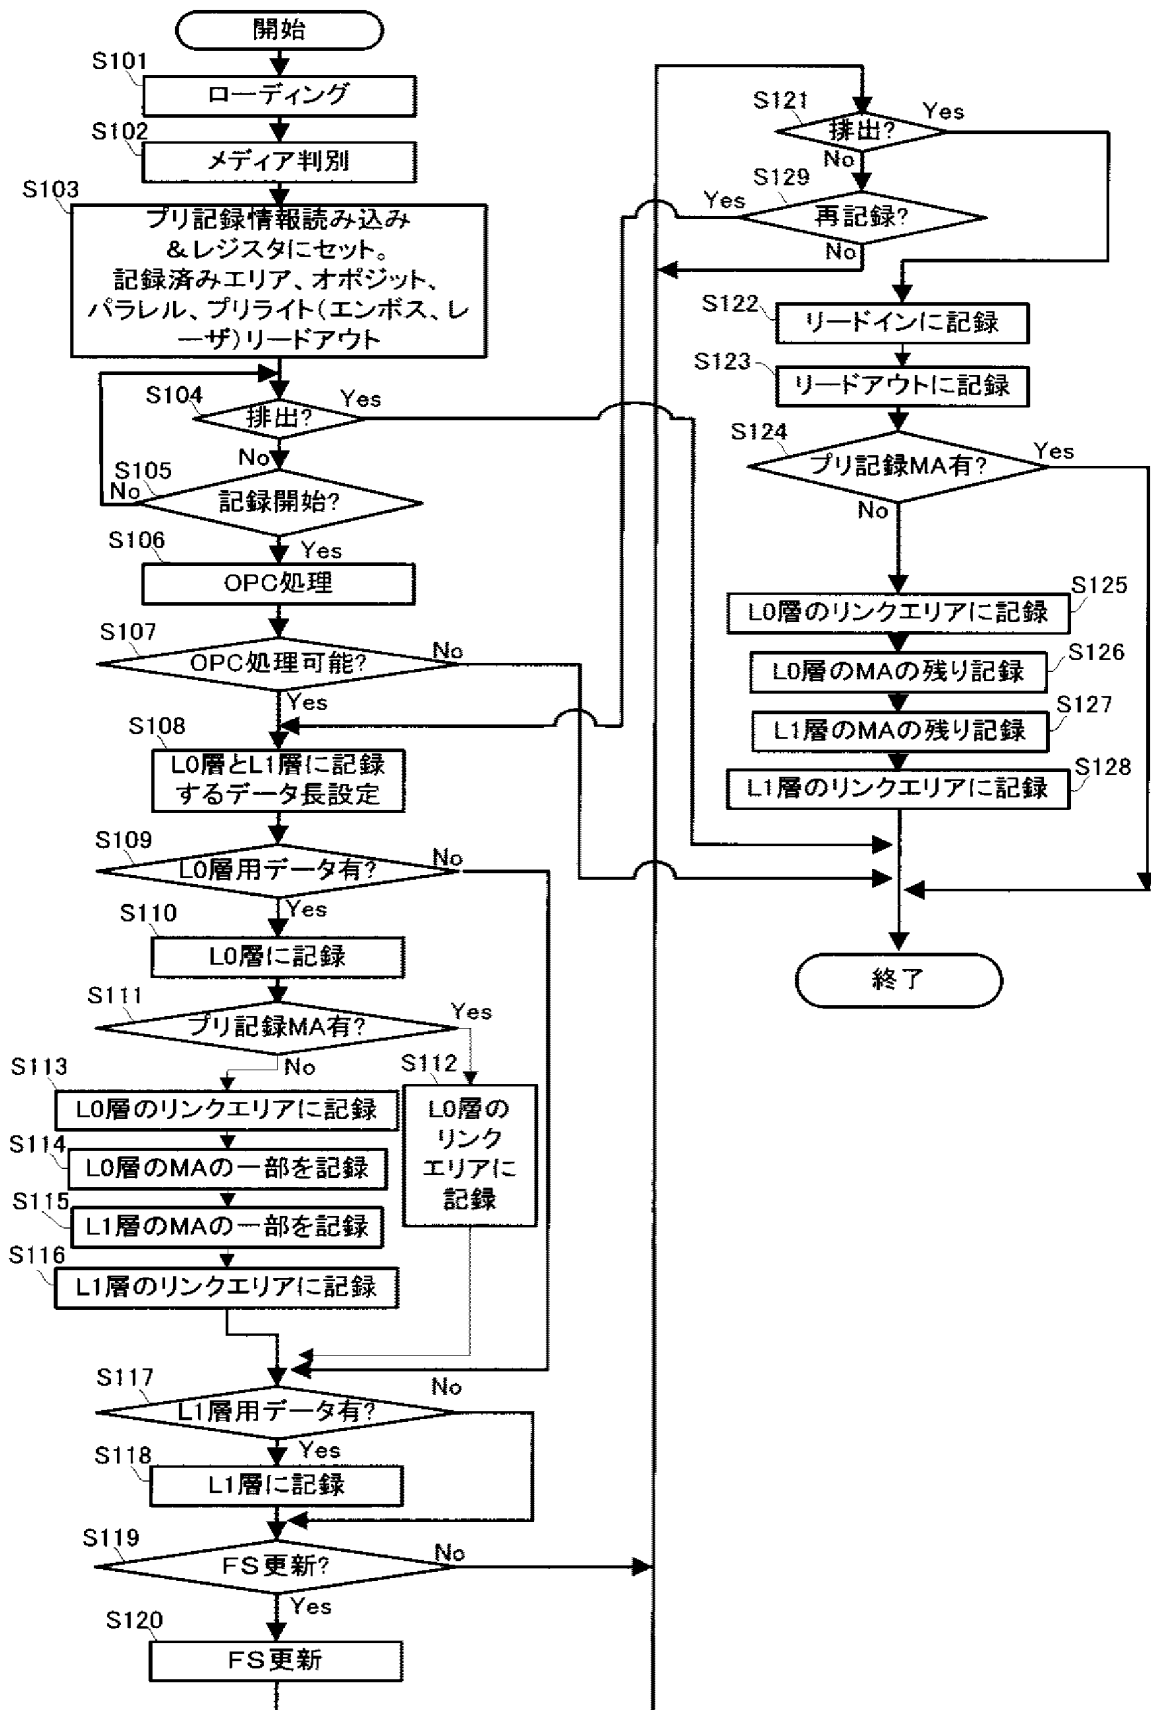 開始
S101
ローディング
S102
メディア判別
S103
プリ記録情報読み込み
&レジスタにセット。
記録済みエリア、オポジット、
パラレル、プリライト(エンボス、レ
ーザ)リードアウト
S104
排出?
Yes
No
S105
記録開始?
No
Yes
S106
OPC処理
S107
OPC処理可能?
No
Yes
S108
L0層とL1層に記録
するデータ長設定
S109
L0層用データ有?
No
Yes
S110
L0層に記録
S111
プリ記録MA有?
Yes
No
S112
L0層の
リンク
エリアに
記録
S113
L0層のリンクエリアに記録
S114
L0層のMAの一部を記録
S115
L1層のMAの一部を記録
S116
L1層のリンクエリアに記録
S117
L1層用データ有?
No
Yes
S118
L1層に記録
S119
FS更新?
No
Yes
S120
FS更新
S121
排出?
Yes
No
S129
再記録?
Yes
No
S122
リードインに記録
S123
リードアウトに記録
S124
プリ記録MA有?
Yes
No
S125
L0層のリンクエリアに記録
S126
L0層のMAの残り記録
S127
L1層のMAの残り記録
S128
L1層のリンクエリアに記録
終了